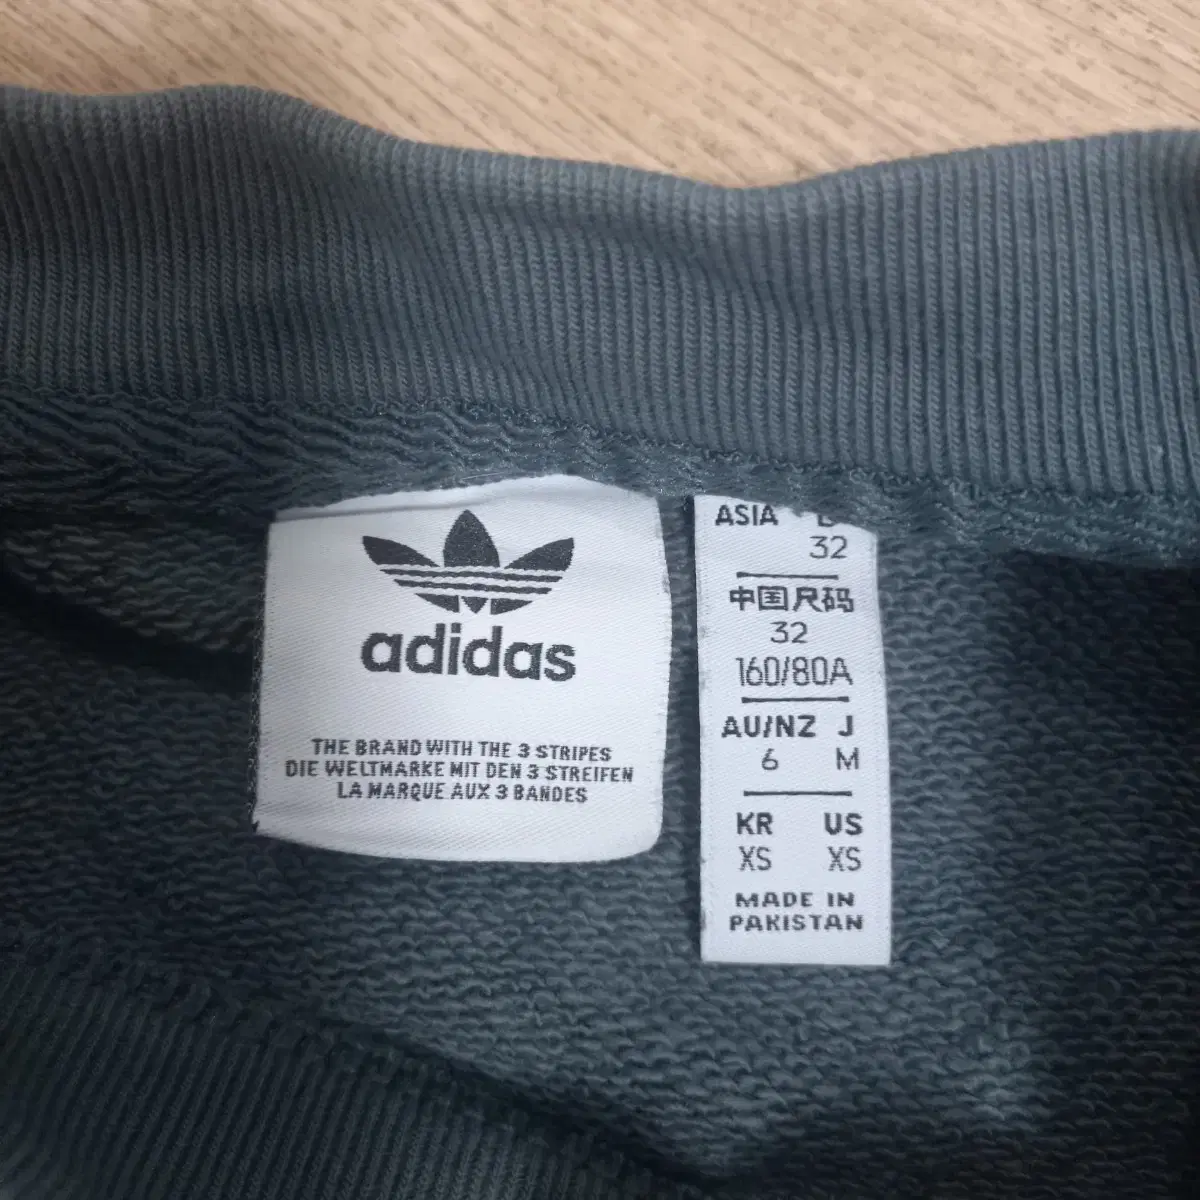 adidas
THE BRAND WITH THE 3 STRIPES
DIE WELTMARKE MIT DEN 3 STREIFEN
LA MARQUE AUX 3 BANDES
ASIA
32
中国尺码
32
160/80A
AU/NZ J
6 M
KR US
XS XS
MADE IN
PAKISTAN